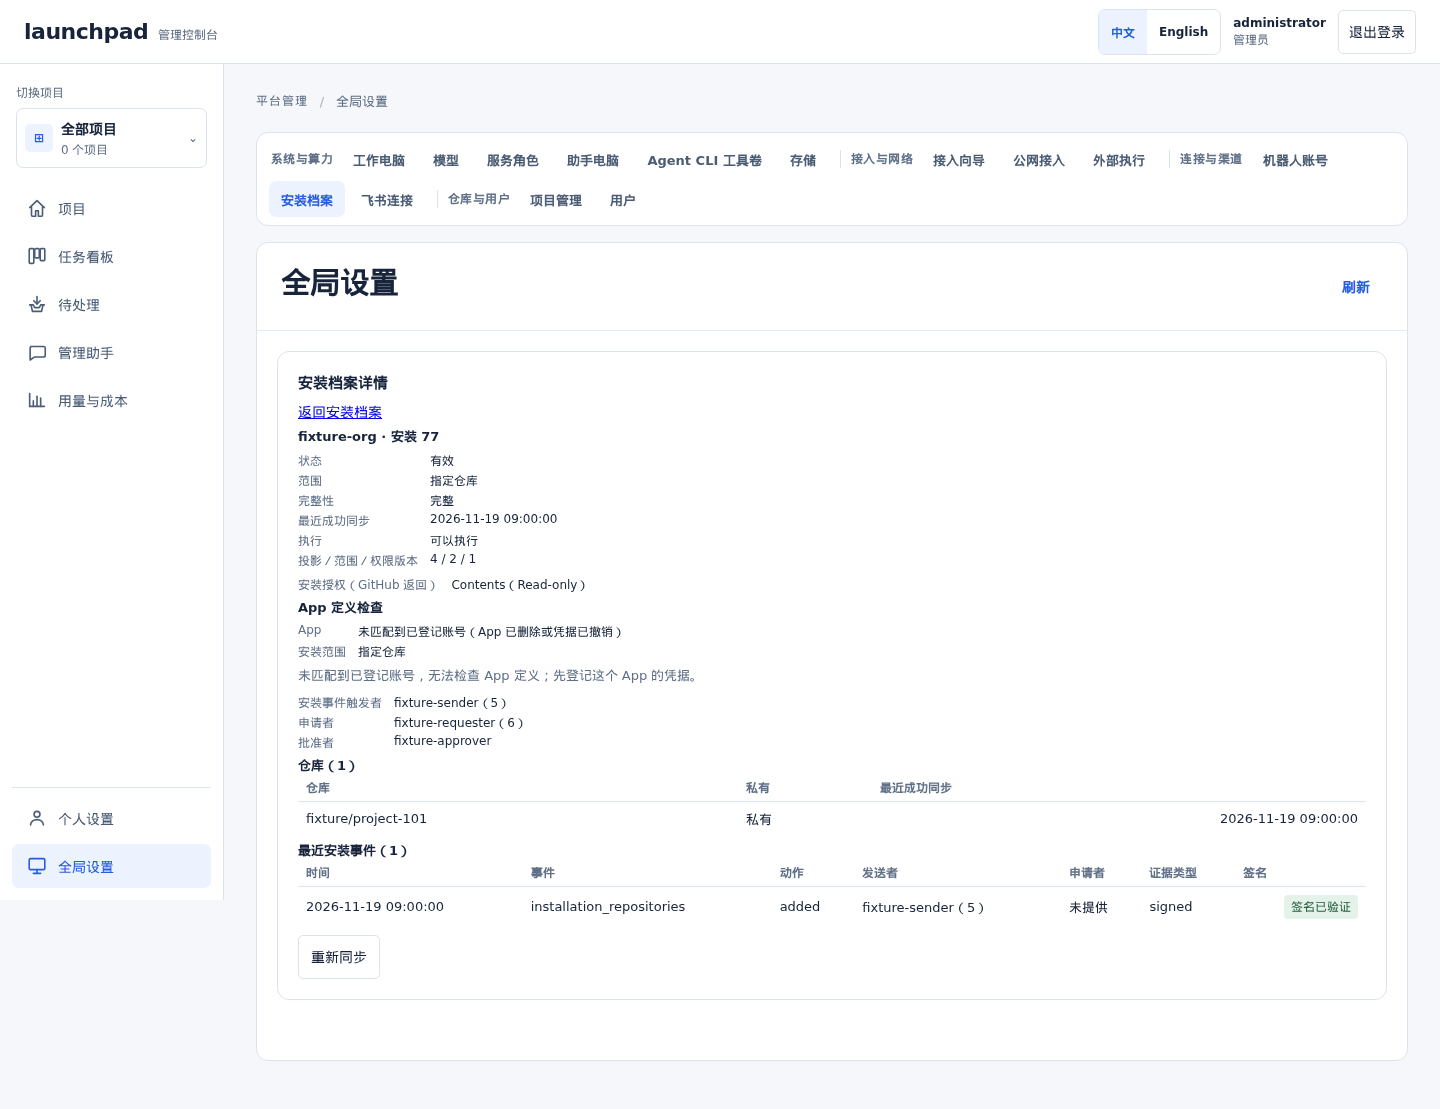 launchpad 管理控制台
中文 English
administrator
管理员
退出登录
切换项目
全部项目
0 个项目
项目
任务看板
待处理
管理助手
用量与成本
个人设置
全局设置
平台管理 / 全局设置
系统与算力 工作电脑 模型 服务角色 助手电脑 Agent CLI 工具卷 存储 接入与网络 接入向导 公网接入 外部执行 连接与渠道 机器人账号
安装档案 飞书连接 仓库与用户 项目管理 用户
全局设置
刷新
安装档案详情
返回安装档案
fixture-org · 安装 77
状态 有效
范围 指定仓库
完整性 完整
最近成功同步 2026-11-19 09:00:00
执行 可以执行
投影 / 范围 / 权限版本 4 / 2 / 1
安装授权（GitHub 返回） Contents（Read-only）
App 定义检查
App 未匹配到已登记账号（App 已删除或凭据已撤销）
安装范围 指定仓库
未匹配到已登记账号，无法检查 App 定义；先登记这个 App 的凭据。
安装事件触发者 fixture-sender（5）
申请者 fixture-requester（6）
批准者 fixture-approver
仓库（1）
仓库 私有 最近成功同步
fixture/project-101 私有 2026-11-19 09:00:00
最近安装事件（1）
时间 事件 动作 发送者 申请者 证据类型 签名
2026-11-19 09:00:00 installation_repositories added fixture-sender（5） 未提供 signed 签名已验证
重新同步